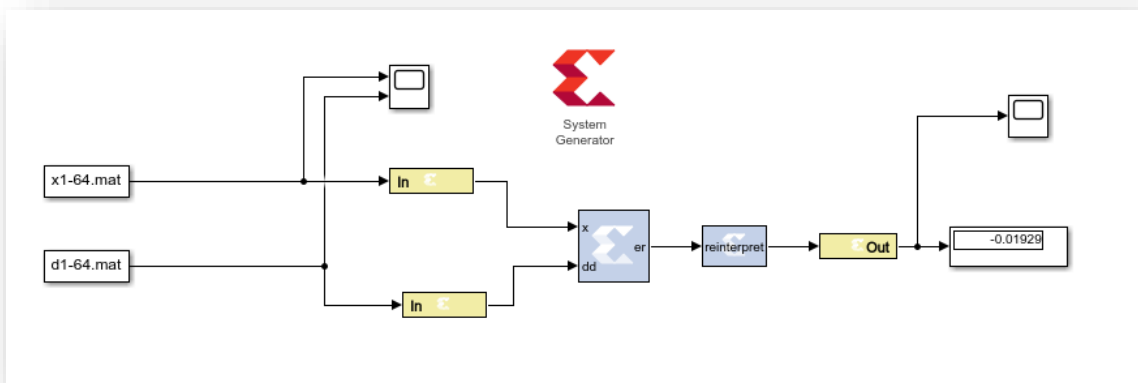 System
Generator
x1-64.mat
In
x
er
dd
reinterpret
Out
-0.01929
d1-64.mat
In